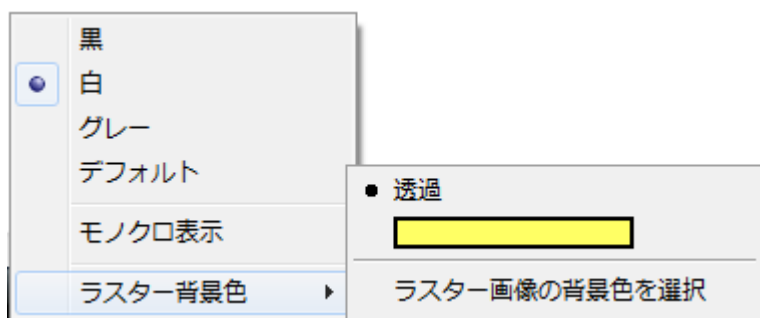 黒
白
グレー
デフォルト
モノクロ表示
ラスター背景色
透過
ラスター画像の背景色を選択